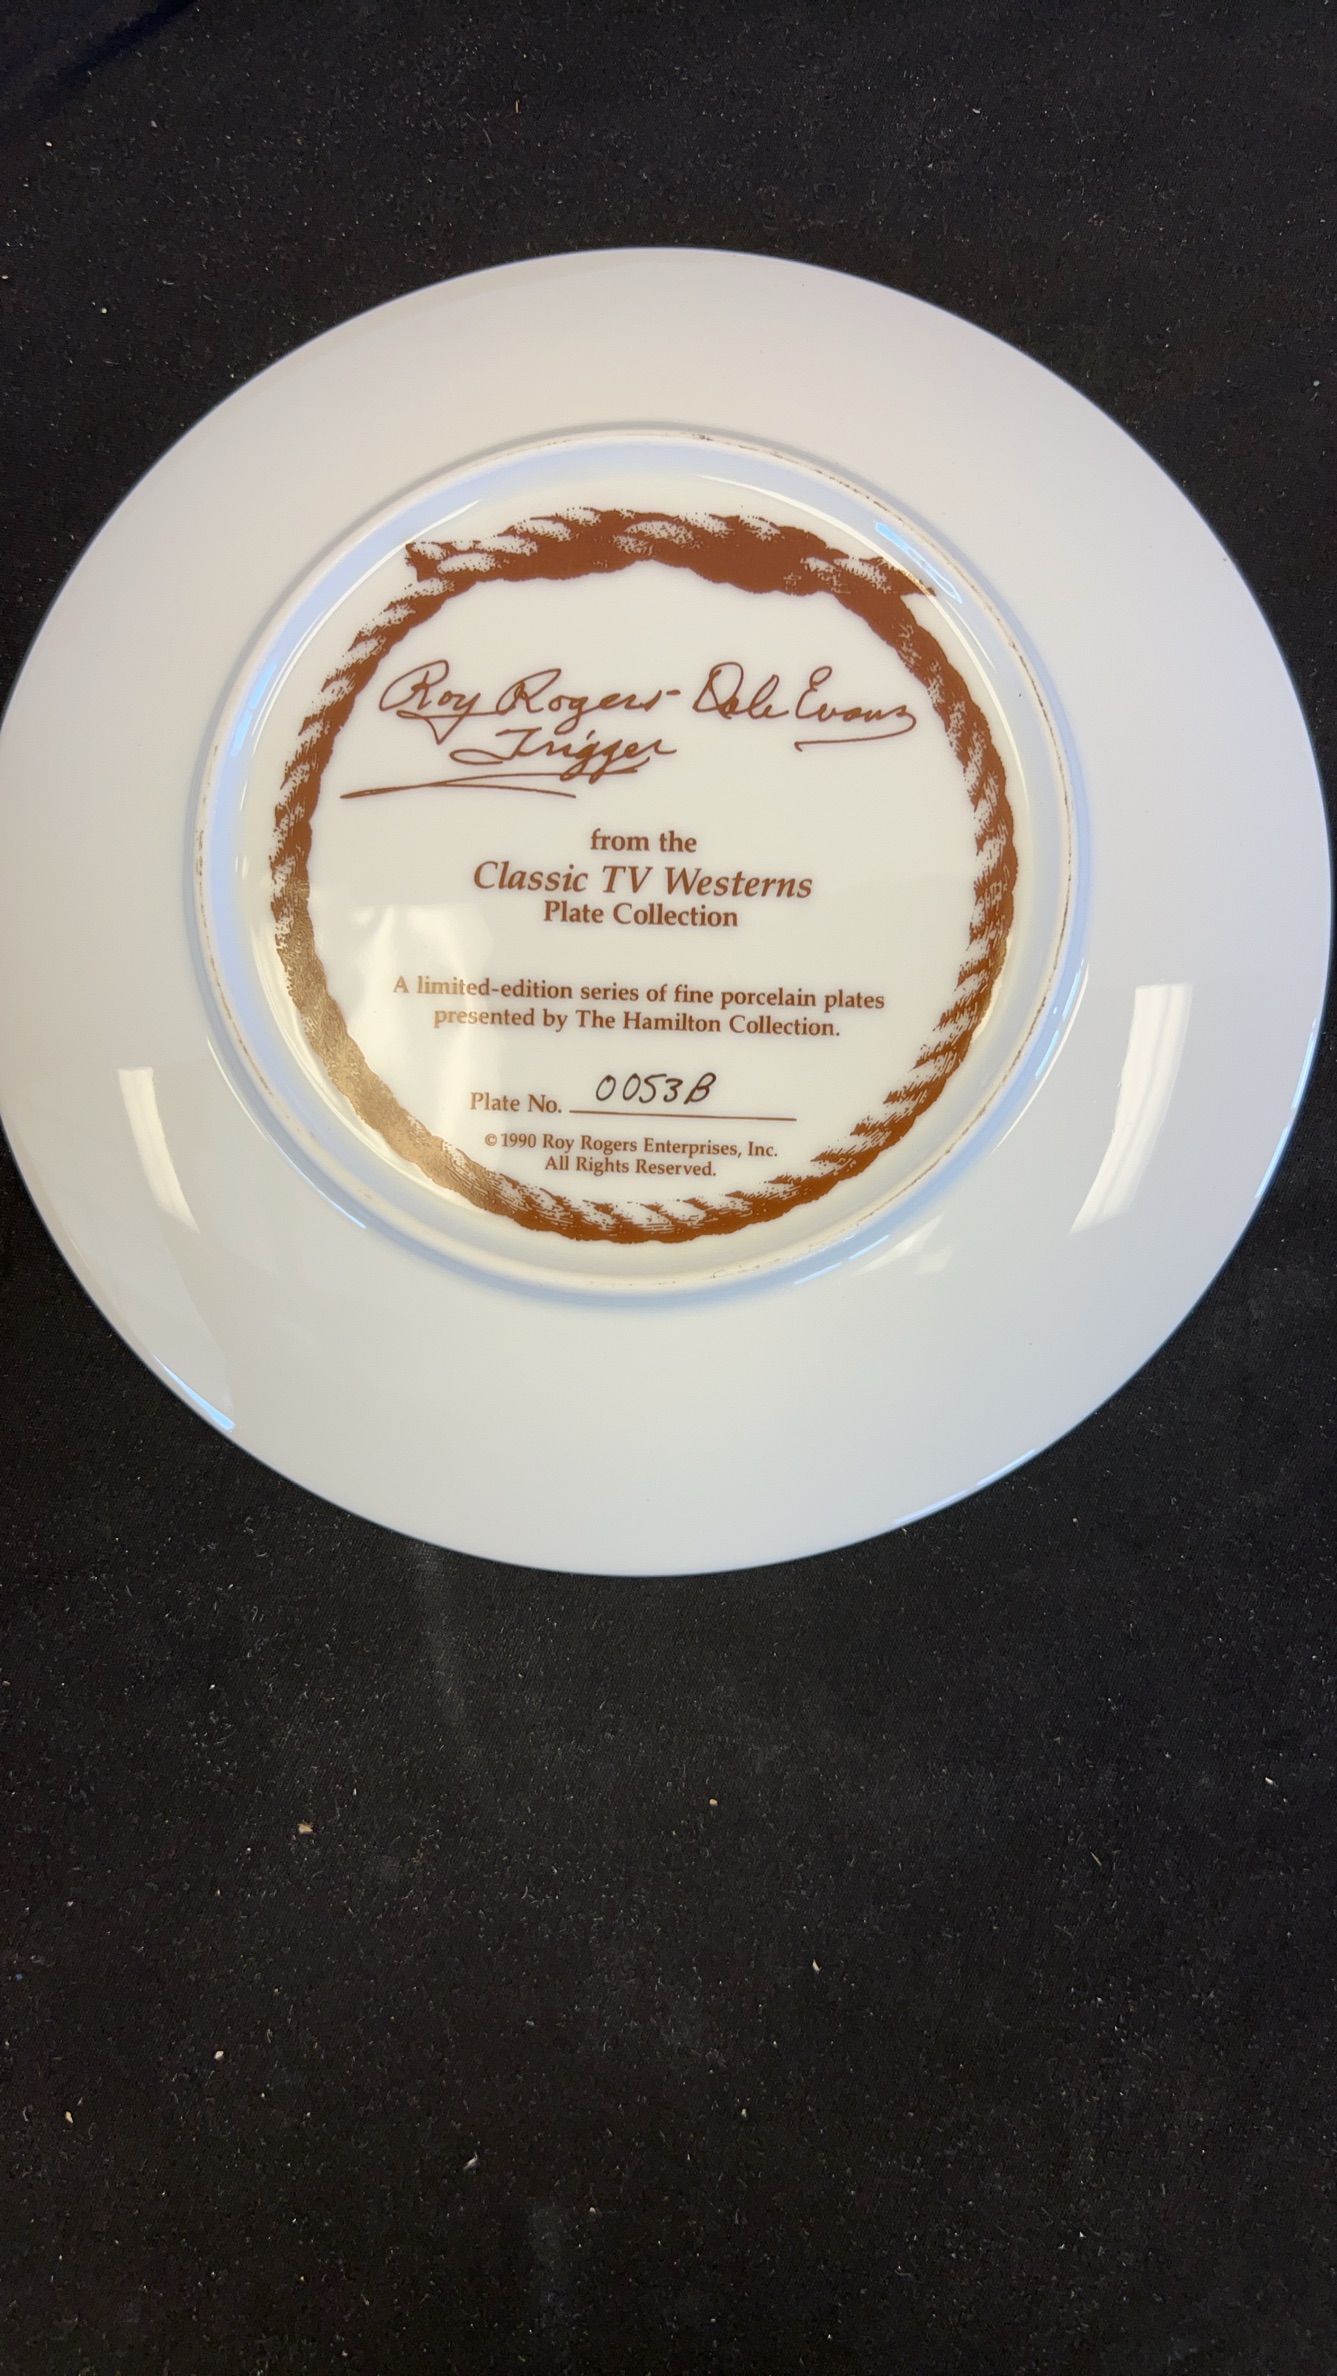 Roy Rogers - Dale Evans
Trigger
from the
Classic TV Westerns
Plate Collection
A limited-edition series of fine porcelain plates
presented by The Hamilton Collection.
Plate No. 0053B
© 1990 Roy Rogers Enterprises, Inc.
All Rights Reserved.